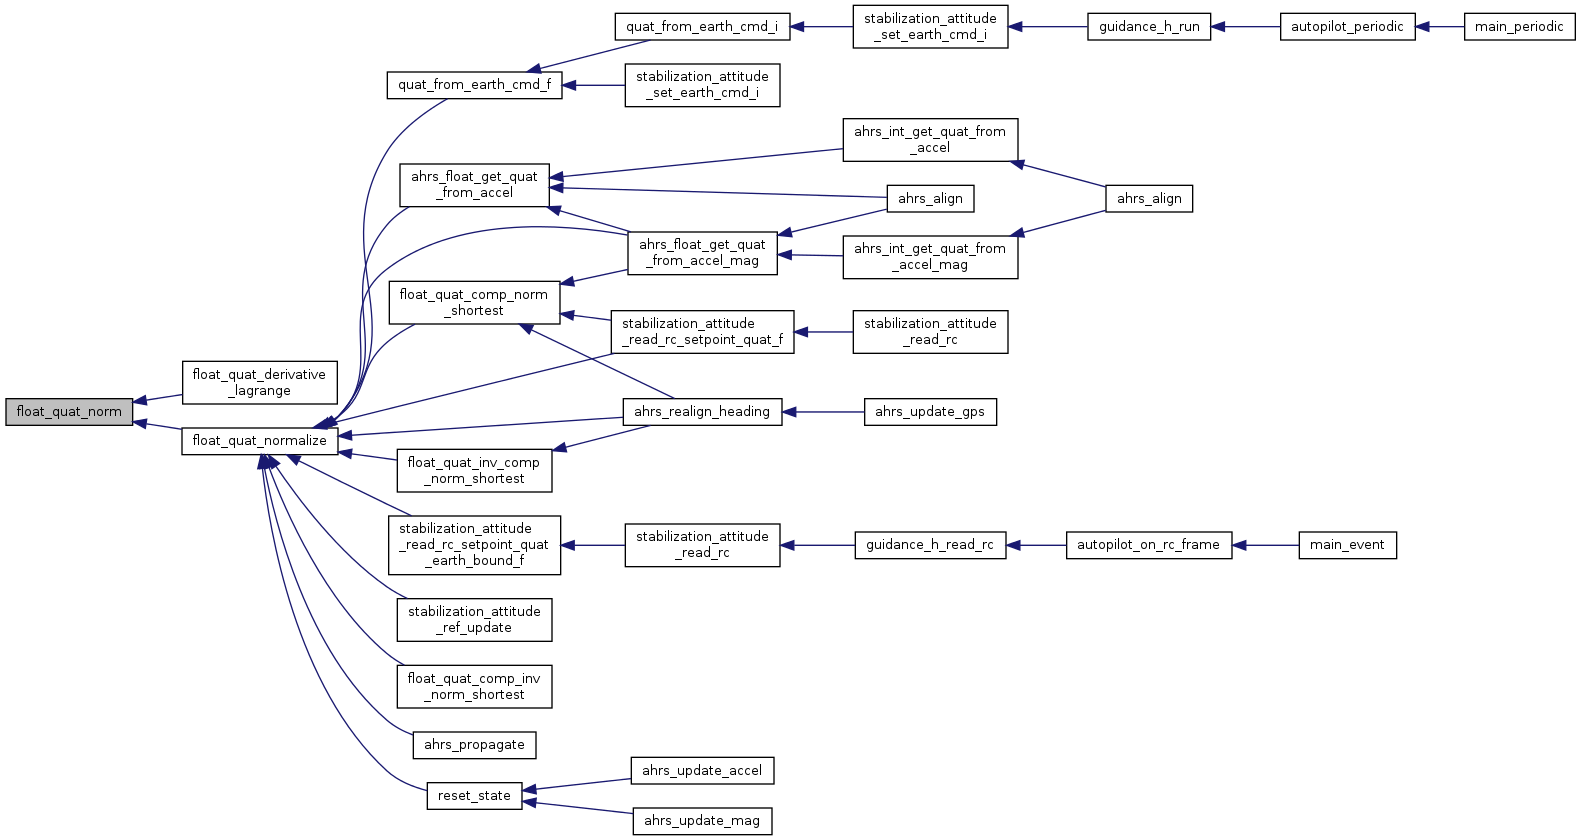 quat_from_earth_cmd_i
stabilization_attitude
_set_earth_cmd_i
guidance_h_run
autopilot_periodic
main_periodic
quat_from_earth_cmd_f
stabilization_attitude
_set_earth_cmd_i
ahrs_int_get_quat_from
_accel
ahrs_float_get_quat
_from_accel
ahrs_align
ahrs_align
ahrs_float_get_quat
_from_accel_mag
ahrs_int_get_quat_from
_accel_mag
float_quat_comp_norm
_shortest
stabilization_attitude
_read_rc_setpoint_quat_f
stabilization_attitude
_read_rc
float_quat_derivative
_lagrange
float_quat_norm
ahrs_realign_heading
ahrs_update_gps
float_quat_normalize
float_quat_inv_comp
_norm_shortest
stabilization_attitude
_read_rc_setpoint_quat
_earth_bound_f
stabilization_attitude
_read_rc
guidance_h_read_rc
autopilot_on_rc_frame
main_event
stabilization_attitude
_ref_update
float_quat_comp_inv
_norm_shortest
ahrs_propagate
ahrs_update_accel
reset_state
ahrs_update_mag